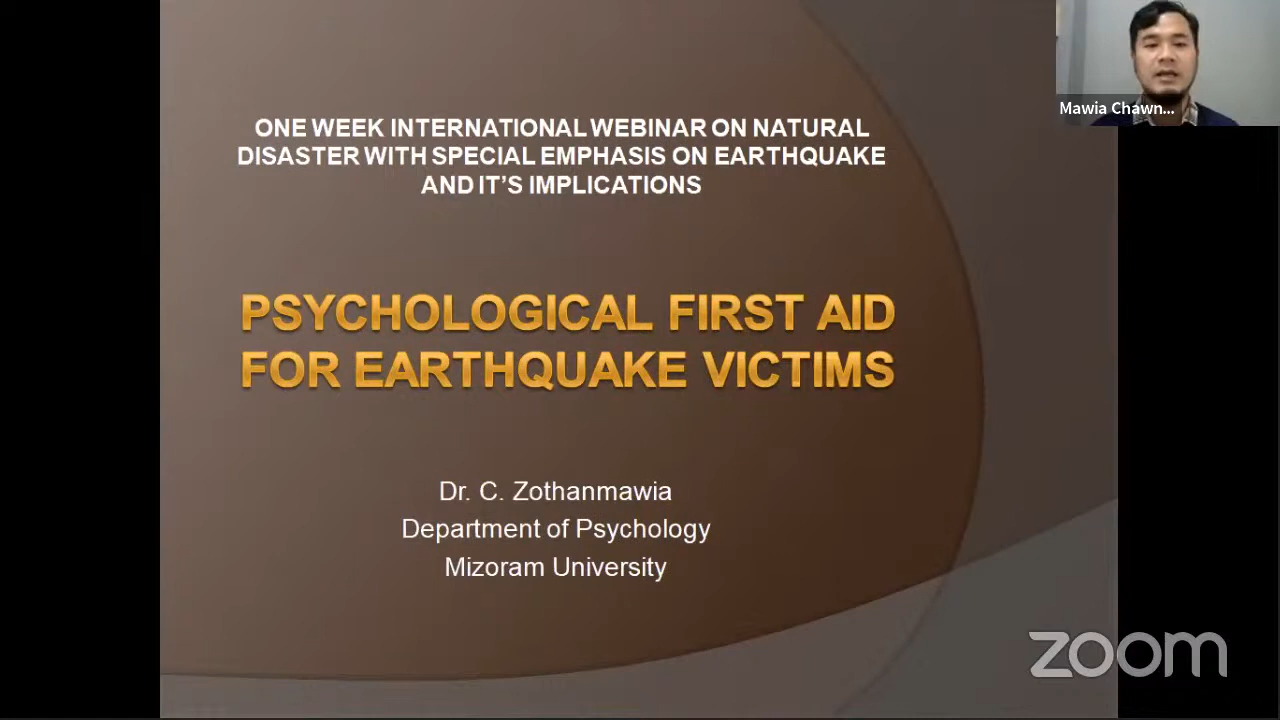 ONE WEEK INTERNATIONAL WEBINAR ON NATURAL
DISASTER WITH SPECIAL EMPHASIS ON EARTHQUAKE
AND IT'S IMPLICATIONS
PSYCHOLOGICAL FIRST AID
FOR EARTHQUAKE VICTIMS
Dr. C. Zothanmawia
Department of Psychology
Mizoram University
Mawia Chawn...
zoom